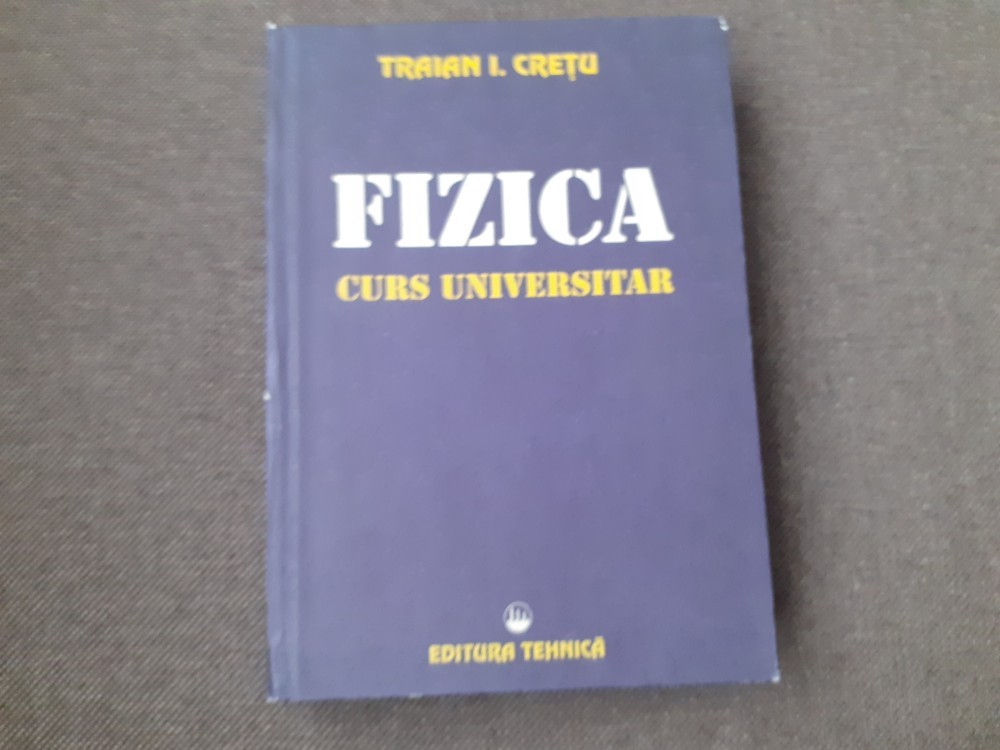 TRAIAN I. CREȚU
FIZICA
CURS UNIVERSITAR
EDITURA TEHNICĂ